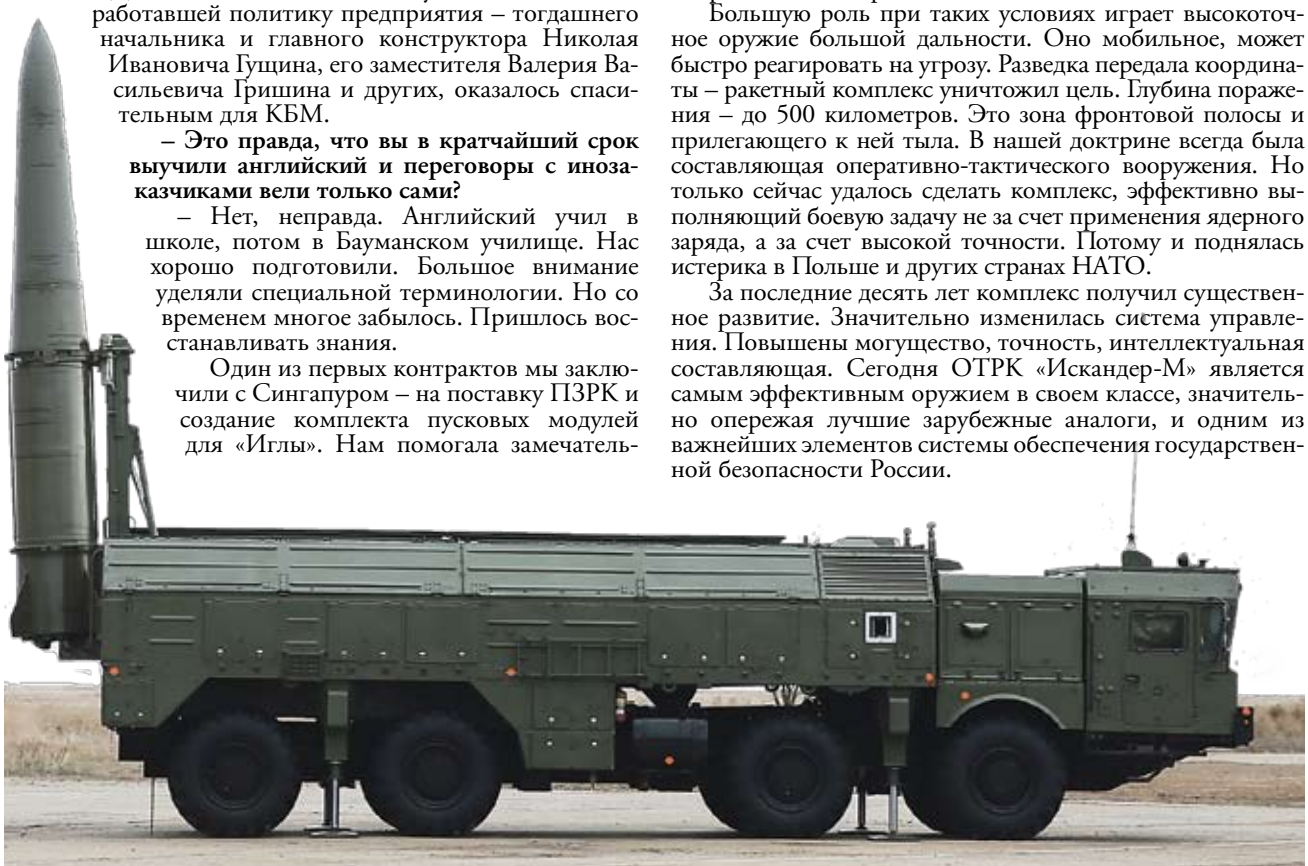 работавшей политику предприятия – тогдашнего
начальника и главного конструктора Николая
Ивановича Гущина, его заместителя Валерия Ва-
сильевича Гришина и других, оказалось спаси-
тельным для КБМ.
– Это правда, что вы в кратчайший срок
выучили английский и переговоры с иноза-
казчиками вели только сами?
– Нет, неправда. Английский учил в
школе, потом в Бауманском училище. Нас
хорошо подготовили. Большое внимание
уделяли специальной терминологии. Но со
временем многое забылось. Пришлось вос-
станавливать знания.
Один из первых контрактов мы заклю-
чили с Сингапуром – на поставку ПЗРК и
создание комплекта пусковых модулей
для «Иглы». Нам помогала замечатель-
Большую роль при таких условиях играет высокоточ-
ное оружие большой дальности. Оно мобильное, может
быстро реагировать на угрозу. Разведка передала координа-
ты – ракетный комплекс уничтожил цель. Глубина пораже-
ния – до 500 километров. Это зона фронтовой полосы и
прилегающего к ней тыла. В нашей доктрине всегда была
составляющая оперативно-тактического вооружения. Но
только сейчас удалось сделать комплекс, эффективно вы-
полняющий боевую задачу не за счет применения ядерного
заряда, а за счет высокой точности. Потому и поднялась
истерика в Польше и других странах НАТО.
За последние десять лет комплекс получил существен-
ное развитие. Значительно изменилась система управле-
ния. Повышены могущество, точность, интеллектуальная
составляющая. Сегодня ОТРК «Искандер-М» является
самым эффективным оружием в своем классе, значитель-
но опережая лучшие зарубежные аналоги, и одним из
важнейших элементов системы обеспечения государствен-
ной безопасности России.